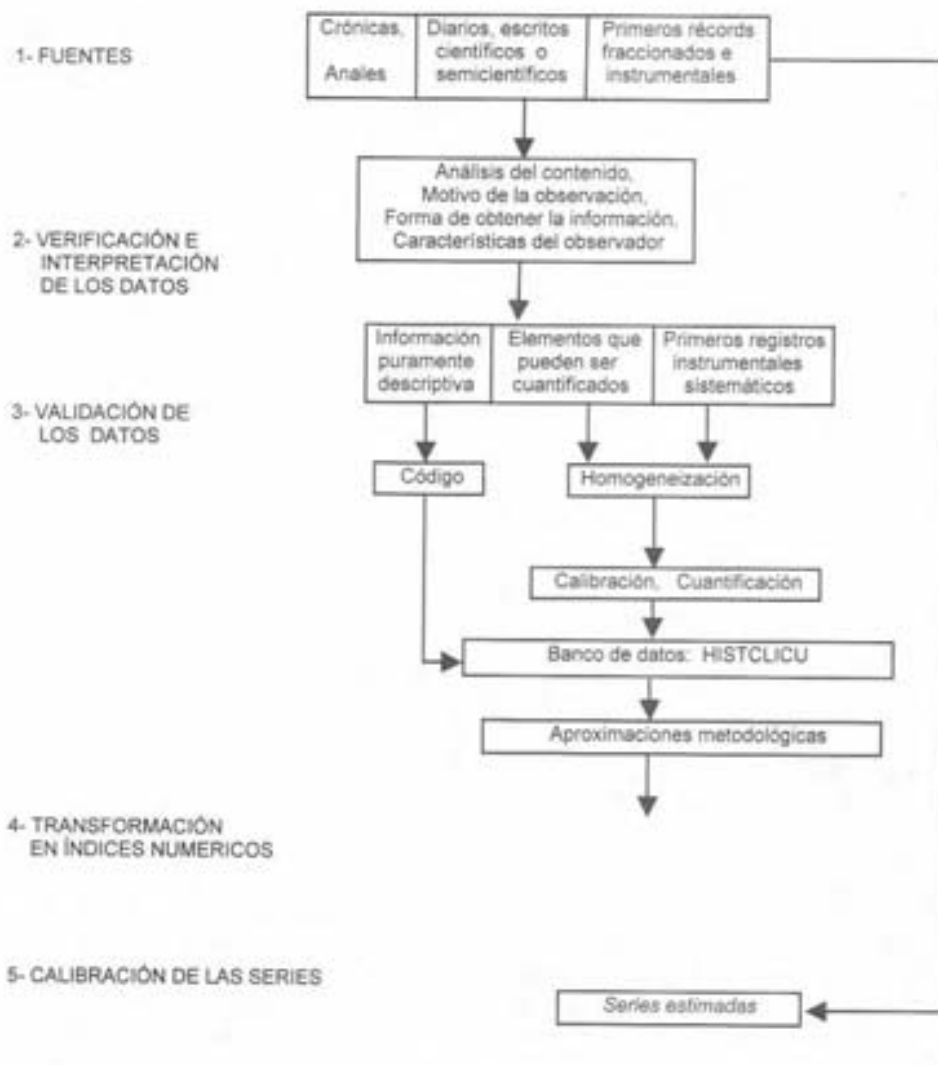 1- FUENTES
Crónicas,
Anales
Diarios, escritos
científicos o
semicientíficos
Primeros récords
fraccionados e
instrumentales
Análisis del contenido,
Motivo de la observación,
Forma de obtener la información,
Características del observador
2- VERIFICACIÓN E
INTERPRETACIÓN
DE LOS DATOS
Información
puramente
descriptiva
Elementos que
pueden ser
cuantificados
Primeros registros
instrumentales
sistemáticos
3- VALIDACIÓN DE
LOS DATOS
Código
Homogeneización
Calibración, Cuantificación
Banco de datos: HISTCLICU
Aproximaciones metodológicas
4- TRANSFORMACIÓN
EN ÍNDICES NUMERICOS
5- CALIBRACIÓN DE LAS SERIES
Series estimadas